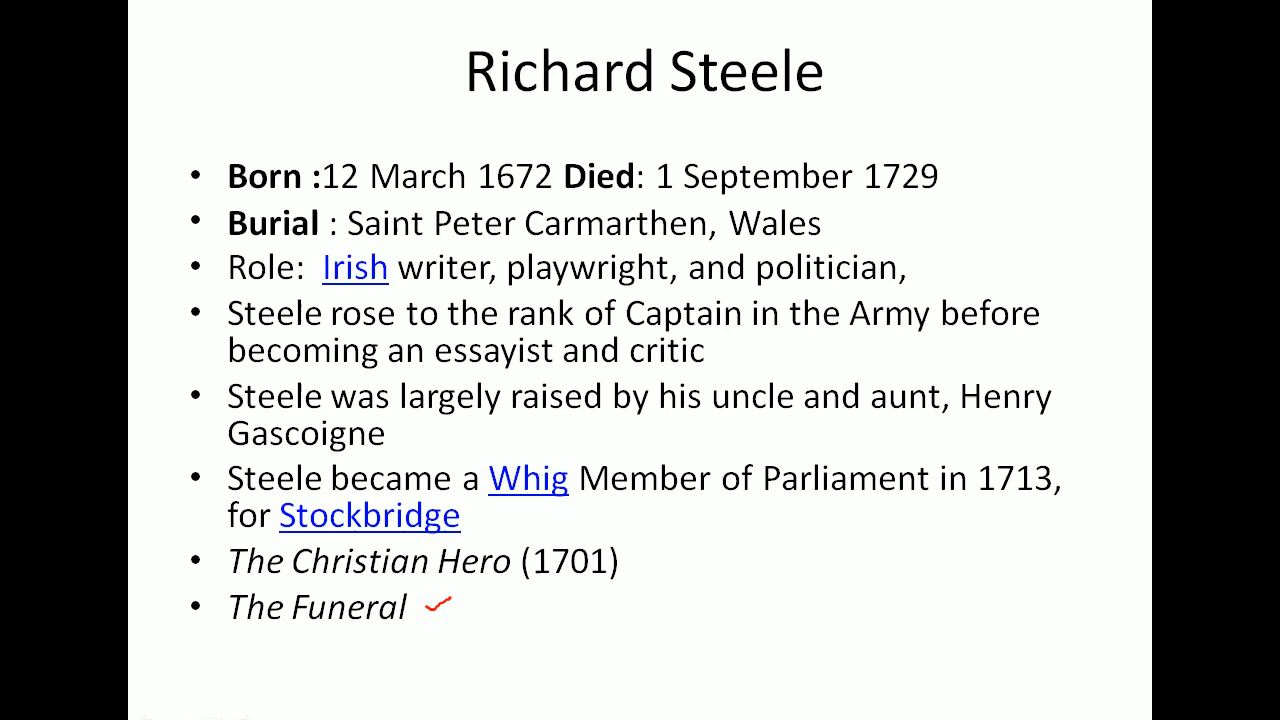 Richard Steele
• Born :12 March 1672 Died: 1 September 1729
• Burial : Saint Peter Carmarthen, Wales
• Role: Irish writer, playwright, and politician,
• Steele rose to the rank of Captain in the Army before
becoming an essayist and critic
• Steele was largely raised by his uncle and aunt, Henry
Gascoigne
• Steele became a Whig Member of Parliament in 1713,
for Stockbridge
• The Christian Hero (1701)
• The Funeral